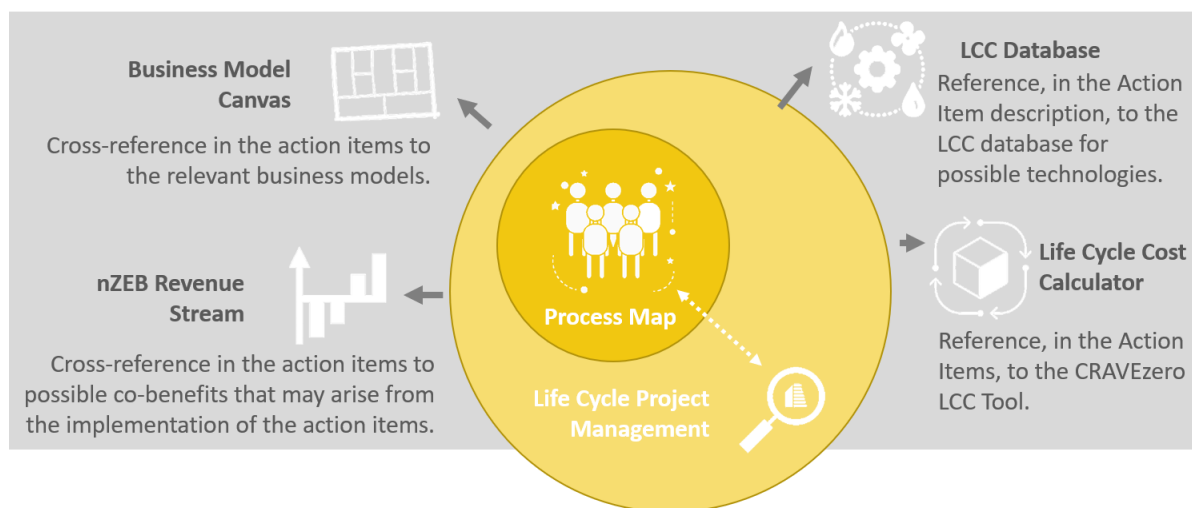 Business Model
Canvas
Cross-reference in the action items to
the relevant business models.
nZEB Revenue
Stream
Cross-reference in the action items to
possible co-benefits that may arise from
the implementation of the action items.
Process Map
Life Cycle Project
Management
LCC Database
Reference, in the Action
Item description, to the
LCC database for
possible technologies.
Life Cycle Cost
Calculator
Reference, in the Action
Items, to the CRAVEzero
LCC Tool.